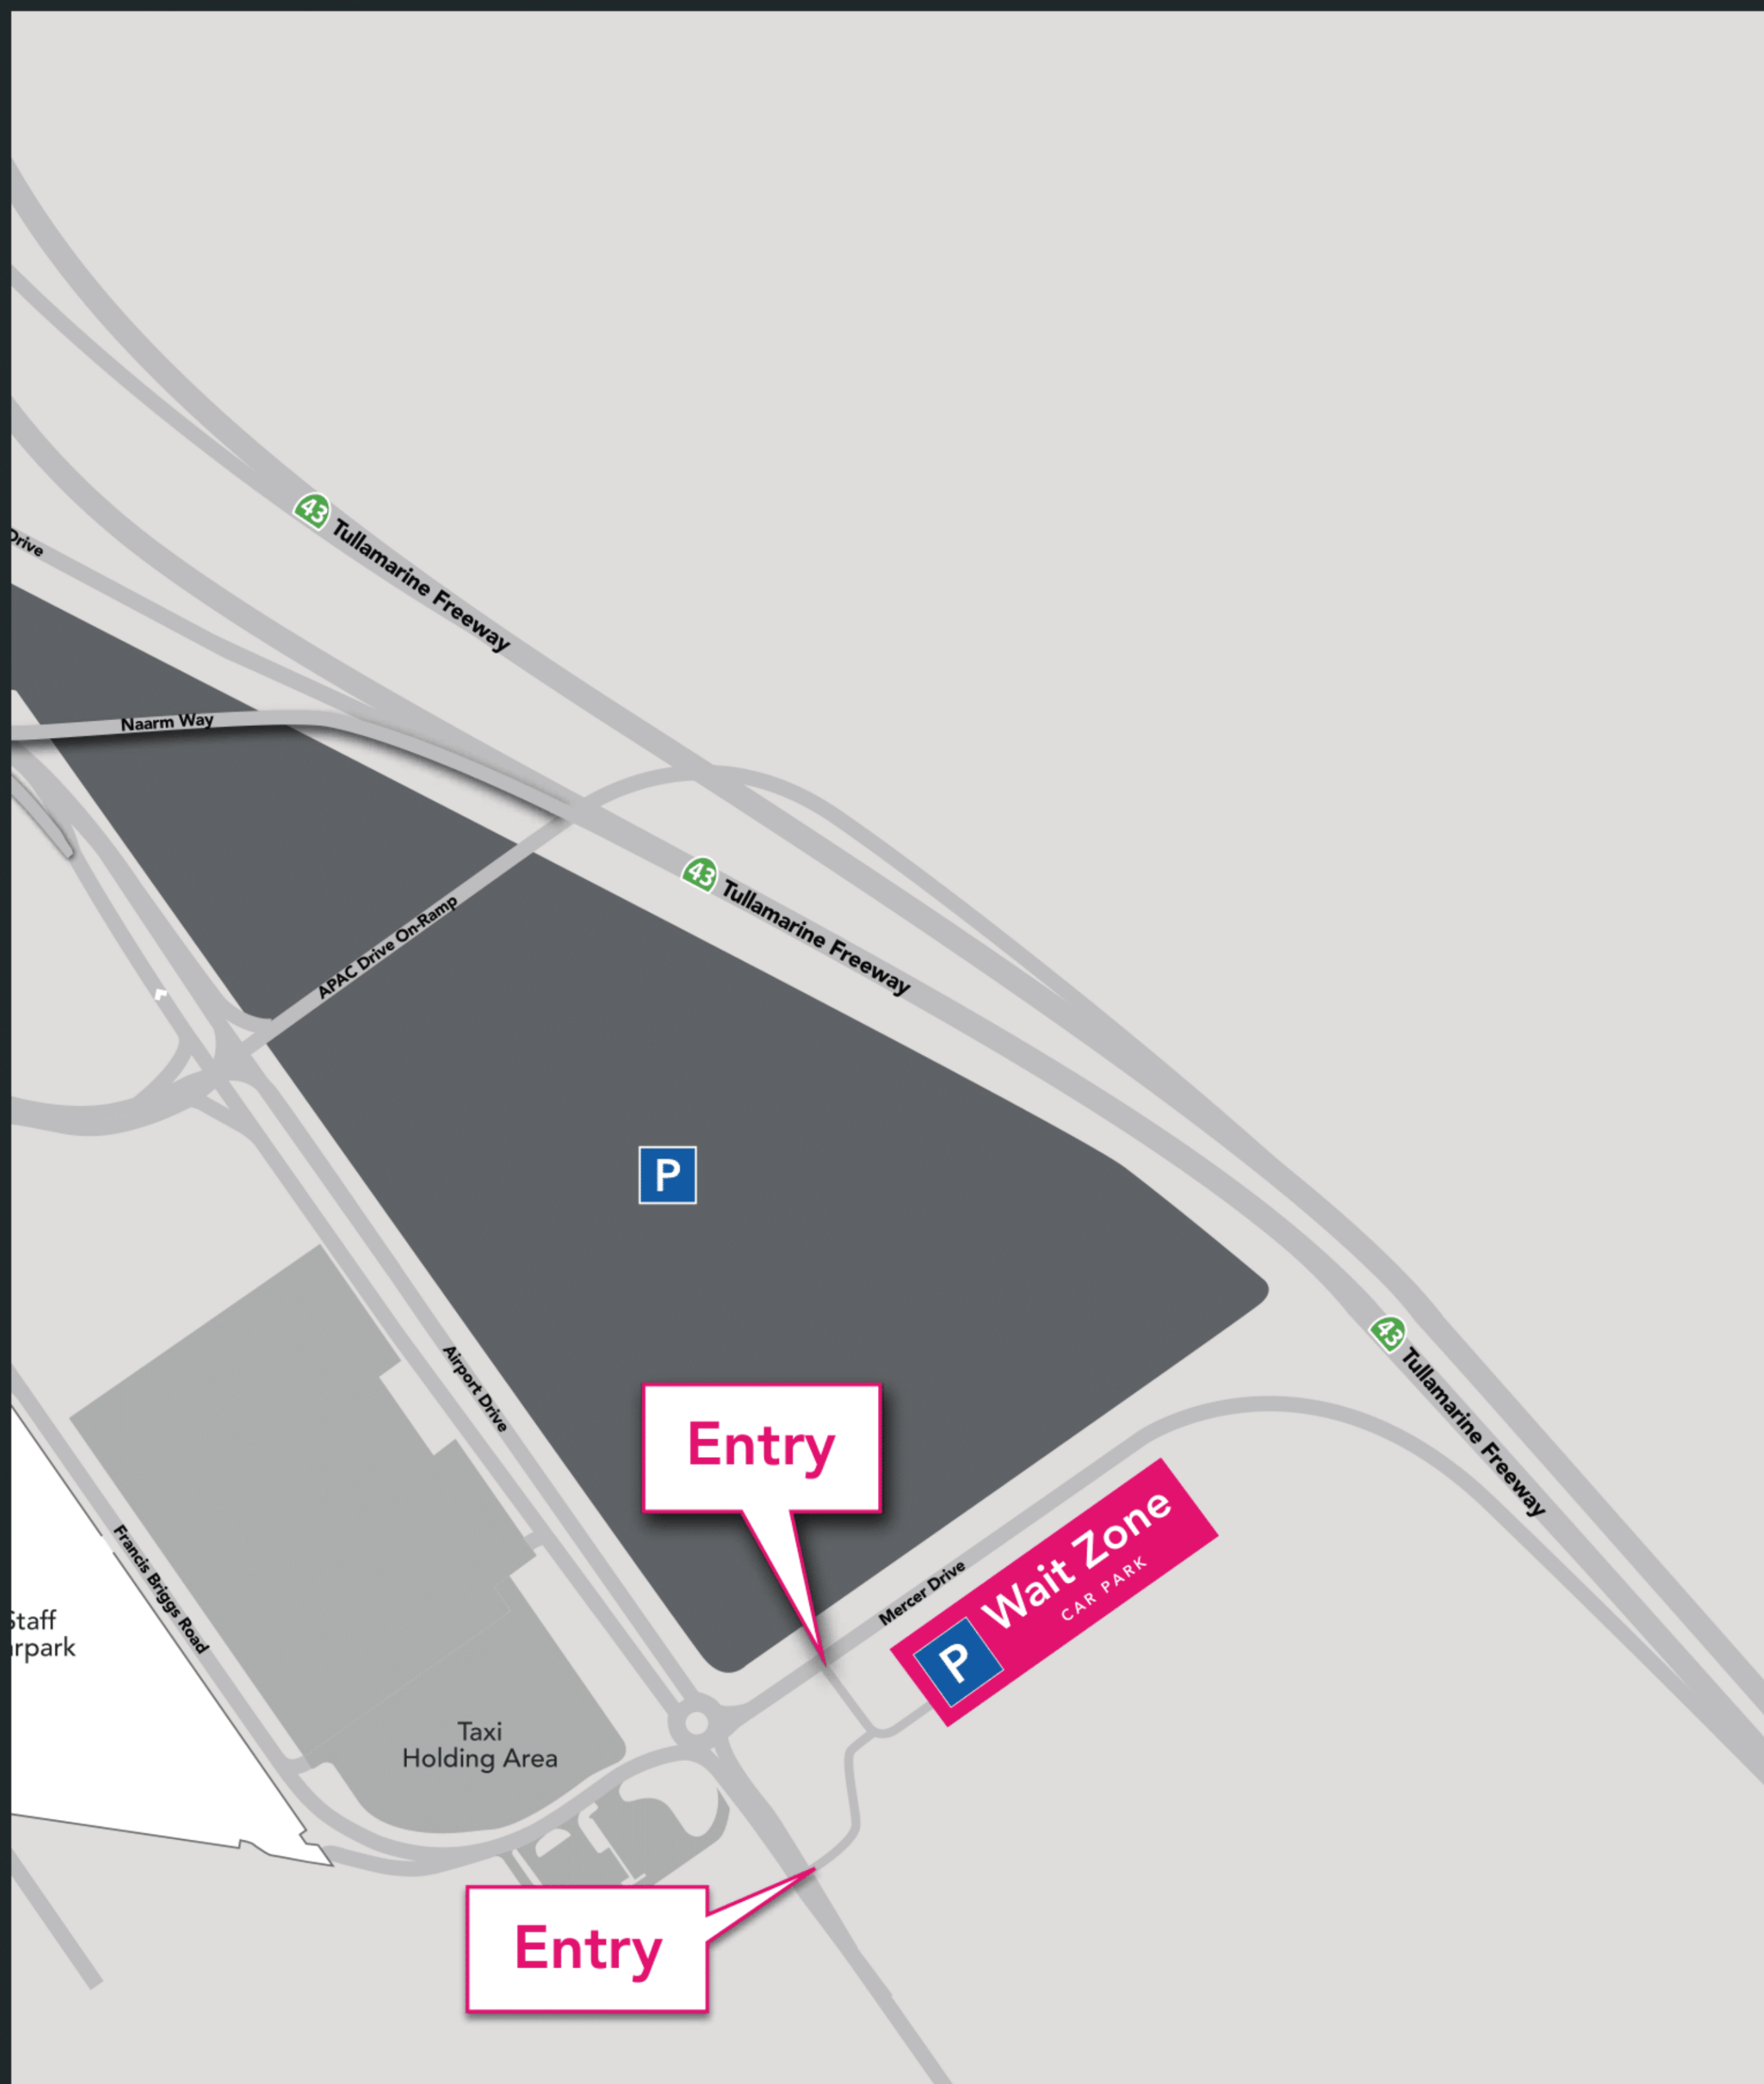 43 Tullamarine Freeway
Drive
Naarm Way
43 Tullamarine Freeway
APAC Drive On-Ramp
P
43 Tullamarine Freeway
Airport Drive
Entry
P Wait Zone
CAR PARK
Mercer Drive
Francis Briggs Road
Staff
arpark
Taxi
Holding Area
Entry